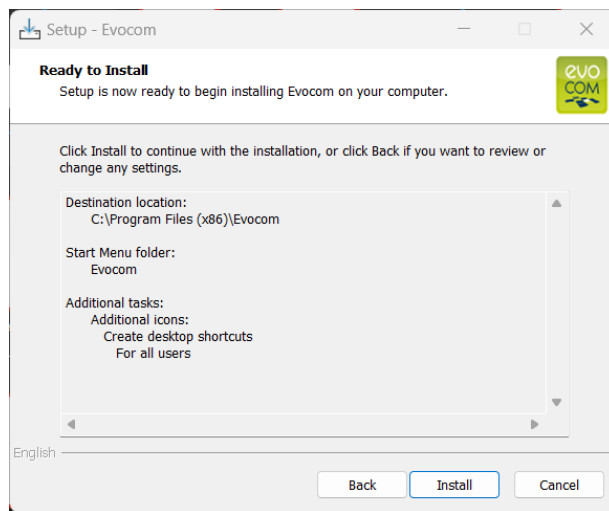 Setup - Evocom
Ready to Install
Setup is now ready to begin installing Evocom on your computer.
evo
COM
Click Install to continue with the installation, or click Back if you want to review or
change any settings.
Destination location:
C:\Program Files (x86)\Evocom
Start Menu folder:
Evocom
Additional tasks:
Additional icons:
Create desktop shortcuts
For all users
English
Back Install Cancel